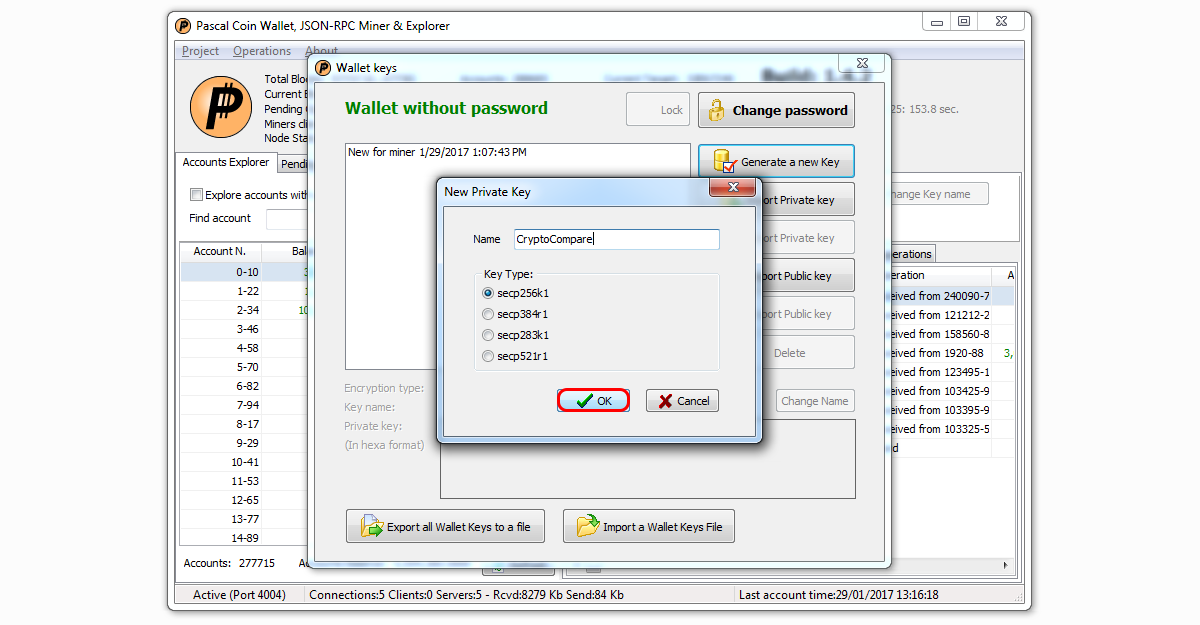 Pascal Coin Wallet, JSON-RPC Miner & Explorer
Project Operations About
Total Blo
Current B
Pending
Miners cli
Node Sta
25: 153.8 sec.
Accounts Explorer Pendi
Explore accounts with
Find account
hange Key name
Account N. Bal
0-10
1-22
2-34 10
3-46
4-58
5-70
6-82
7-94
8-17
9-29
10-41
11-53
12-65
13-77
14-89
Accounts: 277715
Wallet keys
Wallet without password
Lock
Change password
New for miner 1/29/2017 1:07:43 PM
Generate a new Key
ort Private key
ort Private key
port Public key
ort Public key
Delete
Encryption type:
Key name:
Private key:
(In hexa format)
Change Name
Export all Wallet Keys to a file
Import a Wallet Keys File
New Private Key
Name CryptoCompare
Key Type:
secp256k1
secp384r1
secp283k1
secp521r1
OK
Cancel
erations
eration A
eived from 240090-7
eived from 121212-2
eived from 158560-8
eived from 1920-88 3,
eived from 123495-1
eived from 103425-9
eived from 103395-9
eived from 103325-5
d
Active (Port 4004) Connections:5 Clients:0 Servers:5 - Rcvd:8279 Kb Send:84 Kb Last account time:29/01/2017 13:16:18